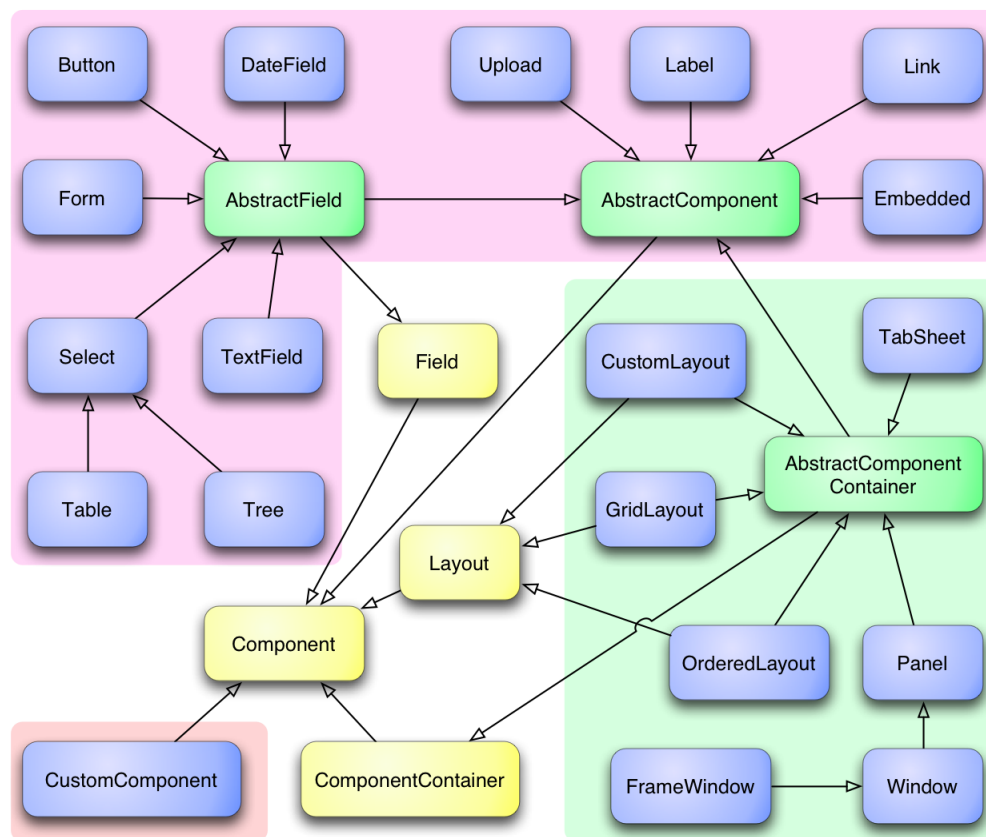 Button
DateField
Upload
Label
Link
Form
AbstractField
AbstractComponent
Embedded
Select
TextField
Field
CustomLayout
TabSheet
AbstractComponent
Container
Table
Tree
GridLayout
Layout
Component
OrderedLayout
Panel
CustomComponent
ComponentContainer
FrameWindow
Window